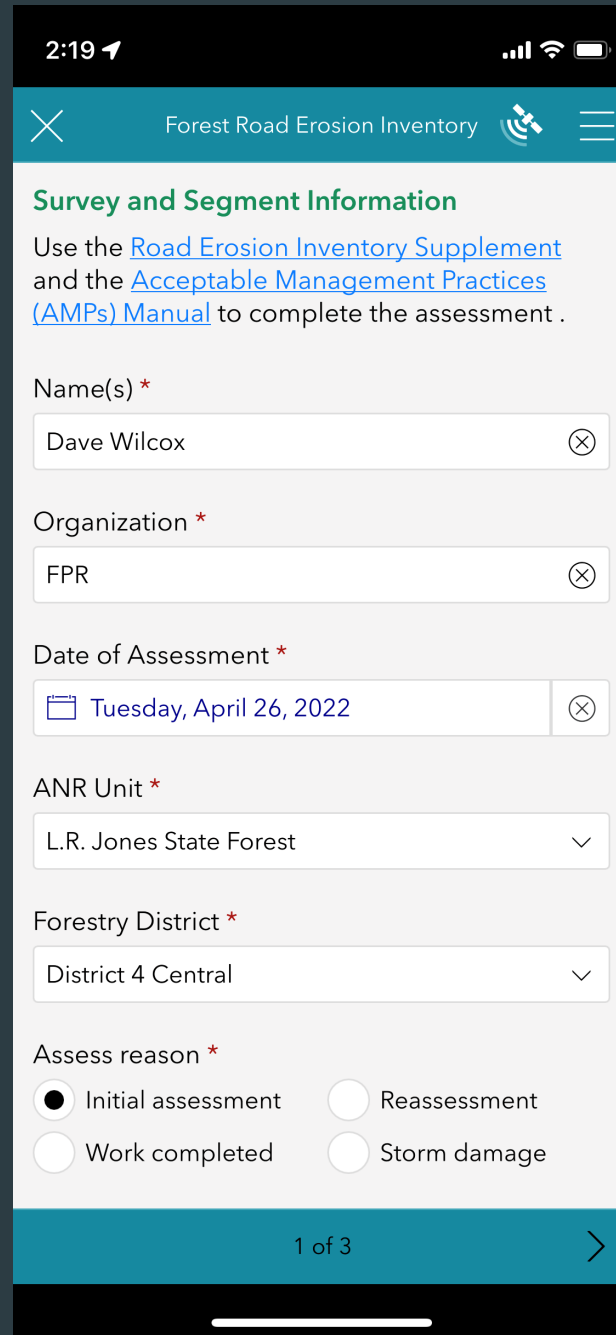 2:19
Forest Road Erosion Inventory
Survey and Segment Information
Use the Road Erosion Inventory Supplement
and the Acceptable Management Practices
(AMPs) Manual to complete the assessment .
Name(s) *
Dave Wilcox
Organization *
FPR
Date of Assessment *
Tuesday, April 26, 2022
ANR Unit *
L.R. Jones State Forest
Forestry District *
District 4 Central
Assess reason *
Initial assessment Reassessment
Work completed Storm damage
1 of 3